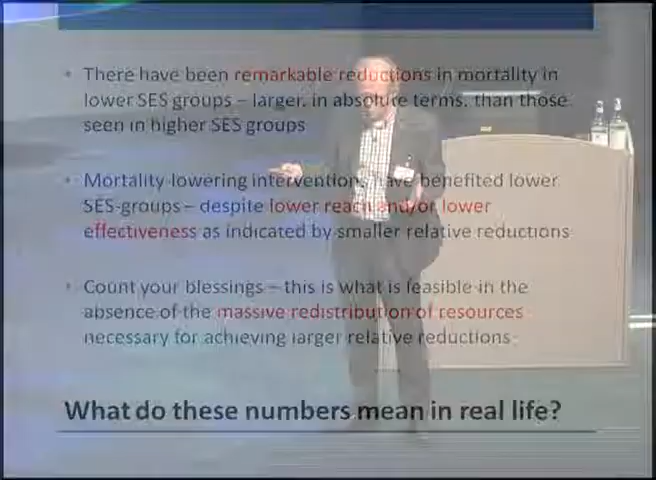 • There have been remarkable reductions in mortality in
lower SES groups – larger, in absolute terms, than those
seen in higher SES groups
• Mortality-lowering interventions have benefited lower
SES-groups – despite lower reach and/or lower
effectiveness as indicated by smaller relative reductions
• Count your blessings – this is what is feasible in the
absence of the massive redistribution of resources
necessary for achieving larger relative reductions
What do these numbers mean in real life?